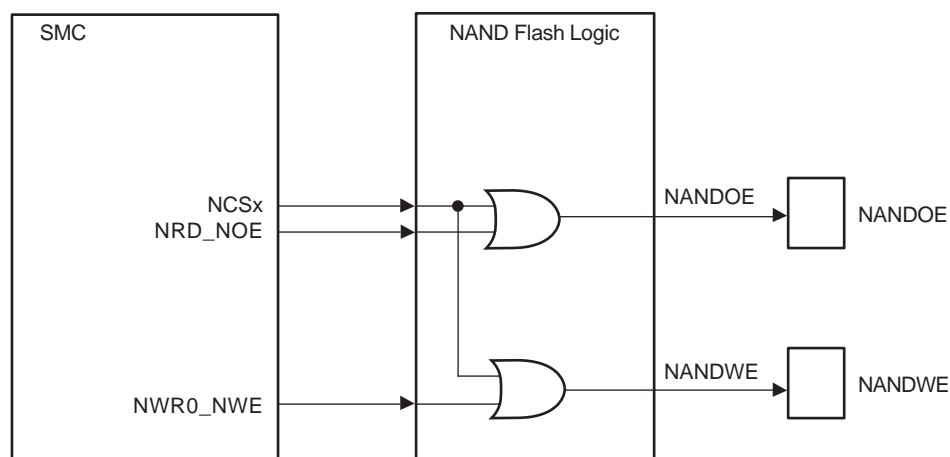 SMC
NAND Flash Logic
NCSx
NRD_NOE
NANDOE
NANDOE
NWR0_NWE
NANDWE
NANDWE